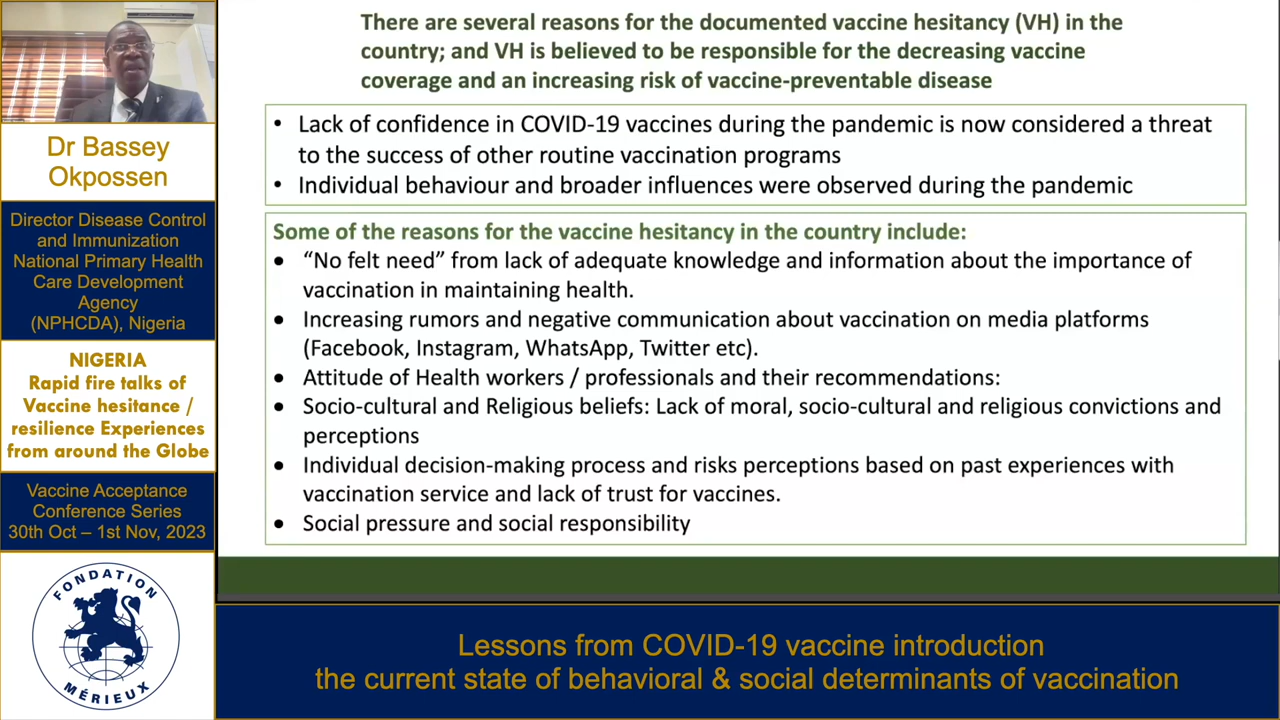 Dr Bassey
Okpossen
Director Disease Control
and Immunization
National Primary Health
Care Development
Agency
(NPHCDA), Nigeria
NIGERIA
Rapid fire talks of
Vaccine hesitance /
resilience Experiences
from around the Globe
Vaccine Acceptance
Conference Series
30th Oct – 1st Nov, 2023
FONDATION
MÉRIEUX
There are several reasons for the documented vaccine hesitancy (VH) in the
country; and VH is believed to be responsible for the decreasing vaccine
coverage and an increasing risk of vaccine-preventable disease
• Lack of confidence in COVID-19 vaccines during the pandemic is now considered a threat
to the success of other routine vaccination programs
• Individual behaviour and broader influences were observed during the pandemic
Some of the reasons for the vaccine hesitancy in the country include:
• “No felt need” from lack of adequate knowledge and information about the importance of
vaccination in maintaining health.
• Increasing rumors and negative communication about vaccination on media platforms
(Facebook, Instagram, WhatsApp, Twitter etc).
• Attitude of Health workers / professionals and their recommendations:
• Socio-cultural and Religious beliefs: Lack of moral, socio-cultural and religious convictions and
perceptions
• Individual decision-making process and risks perceptions based on past experiences with
vaccination service and lack of trust for vaccines.
• Social pressure and social responsibility
Lessons from COVID-19 vaccine introduction
the current state of behavioral & social determinants of vaccination